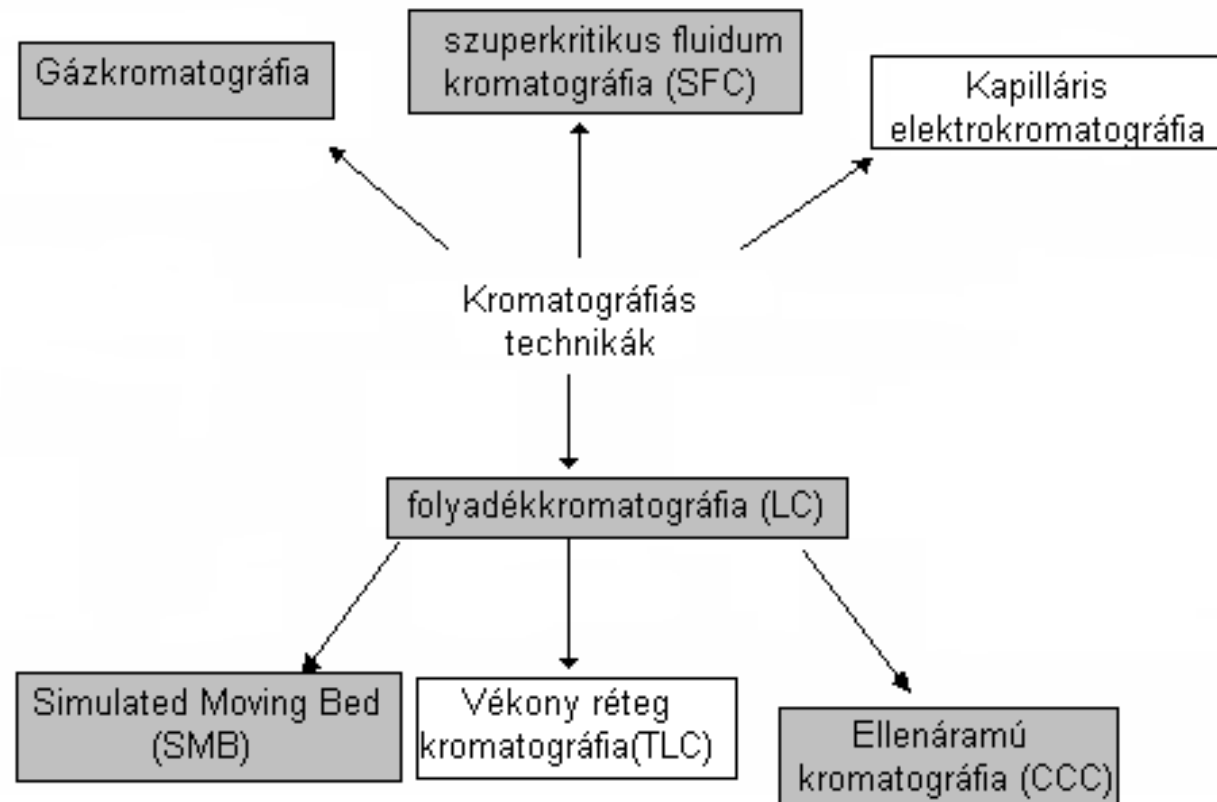 Gázkromatográfia
szuperkritikus fluidum
kromatográfia (SFC)
Kapilláris
elektrokromatográfia
Kromatográfiás
technikák
folyadékkromatográfia (LC)
Simulated Moving Bed
(SMB)
Vékony réteg
kromatográfia(TLC)
Ellenáramú
kromatográfia (CCC)